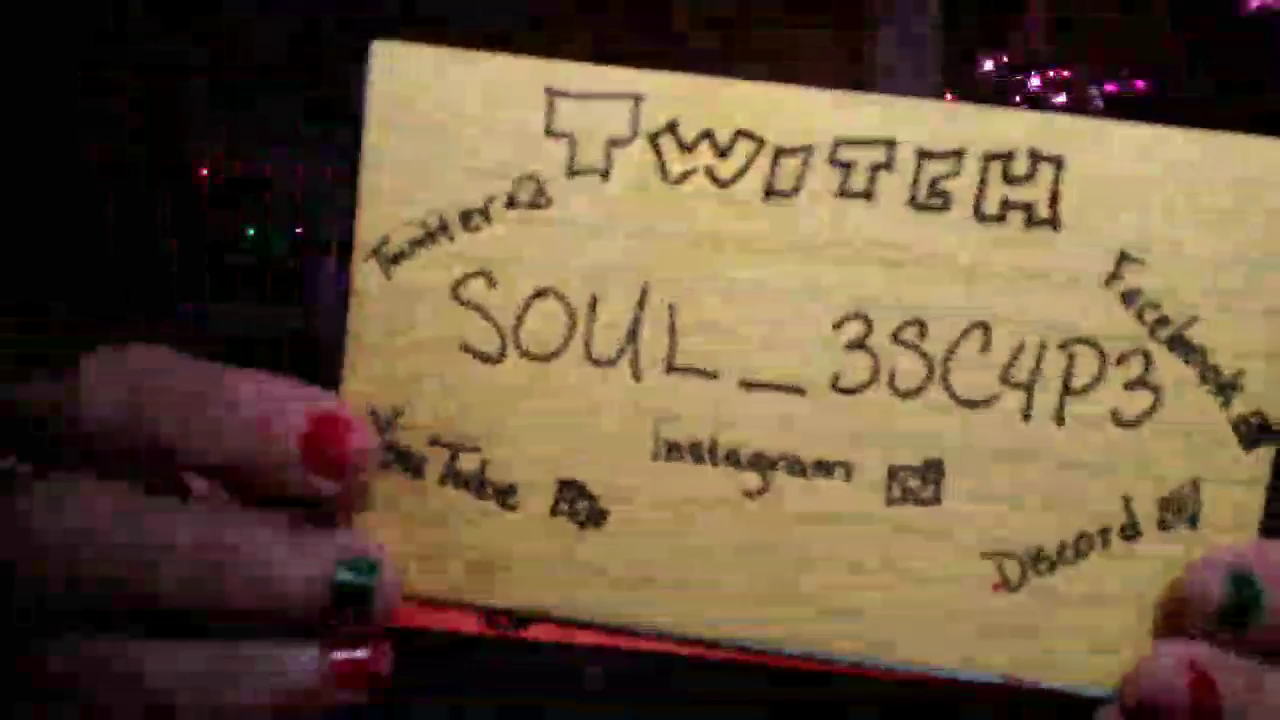 TWITCH
Twitter
SOUL_3SC4P3
Facebook
YouTube
Instagram
Discord